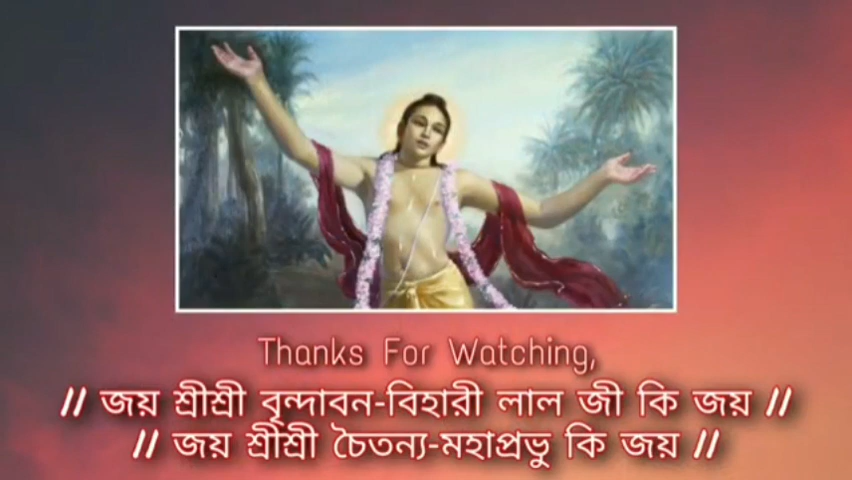 Thanks For Watching,
// জয় শ্রীশ্রী বৃন্দাবন-বিহারী লাল জী কি জয় //
// জয় শ্রীশ্রী চৈতন্য-মহাপ্রভু কি জয় //